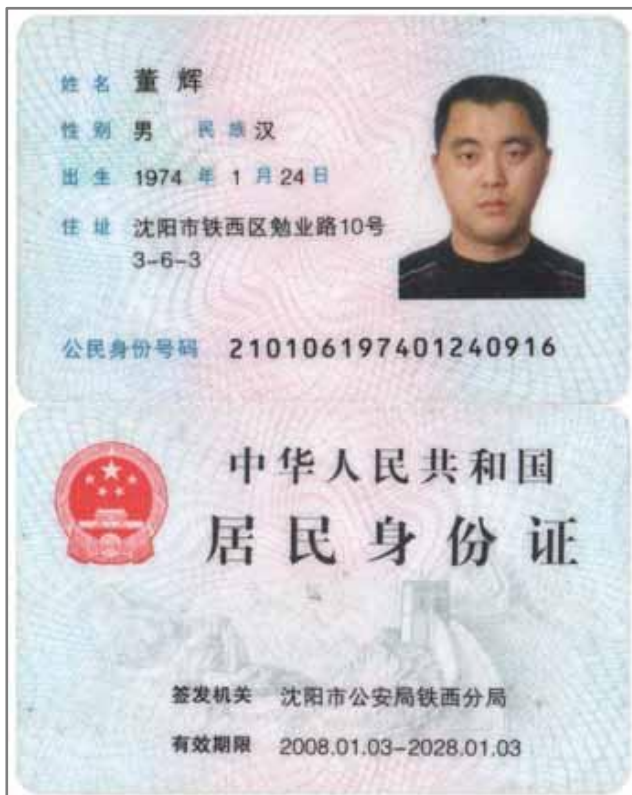 姓名 董辉
性别 男 民族 汉
出生 1974 年 1 月 24 日
住址 沈阳市铁西区勉业路10号
3-6-3
公民身份号码 210106197401240916
中华人民共和国
居民身份证
签发机关 沈阳市公安局铁西分局
有效期限 2008.01.03-2028.01.03